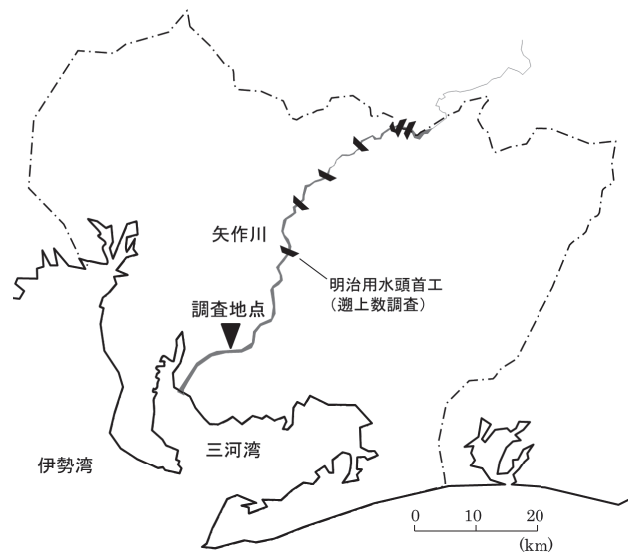 矢作川
明治用水頭首工
（遡上数調査）
調査地点
三河湾
伊勢湾
0 10 20
(km)